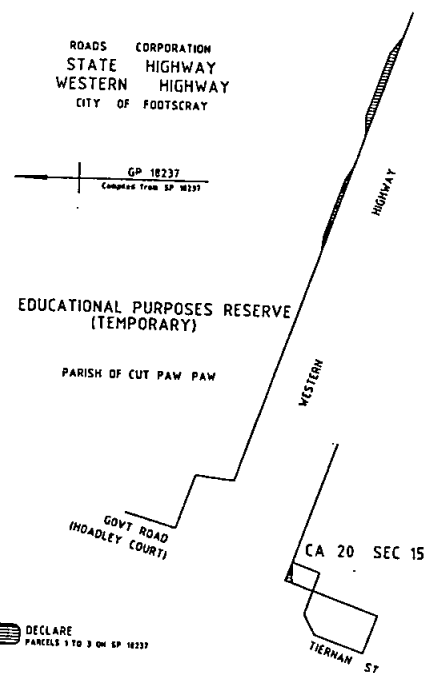 ROADS CORPORATION
STATE HIGHWAY
WESTERN HIGHWAY
CITY OF FOOTSCRAY
GP 18237
Compiled from SP 18237
HIGHWAY
EDUCATIONAL PURPOSES RESERVE
(TEMPORARY)
PARISH OF CUT PAW PAW
WESTERN
GOVT ROAD
(HOADLEY COURT)
CA 20 SEC 15
DECLARE
PARCELS 1 TO 3 ON SP 18237
TIERNAN ST